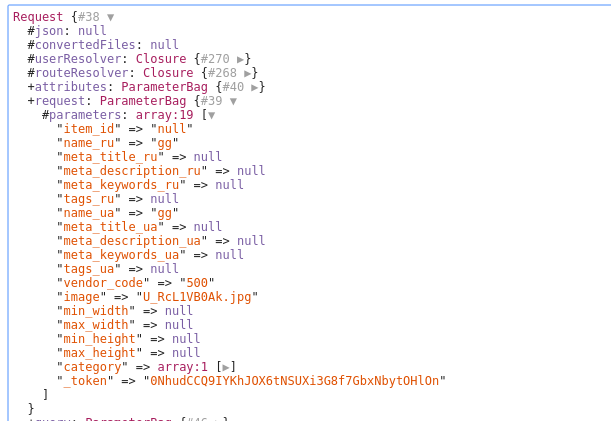 Request {#38 ▼
#json: null
#convertedFiles: null
#userResolver: Closure {#270 ▶}
#routeResolver: Closure {#268 ▶}
+attributes: ParameterBag {#40 ▶}
+request: ParameterBag {#39 ▼
#parameters: array:19 [▼
"item_id" => "null"
"name_ru" => "gg"
"meta_title_ru" => null
"meta_description_ru" => null
"meta_keywords_ru" => null
"tags_ru" => null
"name_ua" => "gg"
"meta_title_ua" => null
"meta_description_ua" => null
"meta_keywords_ua" => null
"tags_ua" => null
"vendor_code" => "500"
"image" => "U_RcL1VB0Ak.jpg"
"min_width" => null
"max_width" => null
"min_height" => null
"max_height" => null
"category" => array:1 [▶]
"_token" => "0NhudCCQ9IYKhJOX6tNSUXi3G8f7GbxNbytOHlOn"
]
}